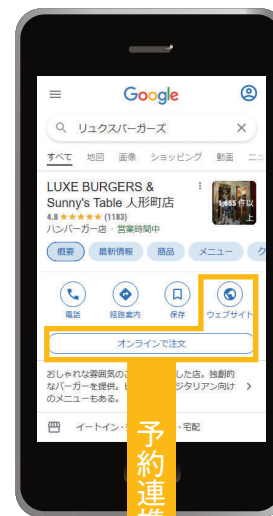 Google
リュクスバーガーズ
すべて 地図 画像 ショッピング 動画 ニュ
LUXE BURGERS &
Sunny's Table 人形町店
4.8 ★★★★★ (1183)
ハンバーガー店・営業時間中
1,655 件以
上
概要 最新情報 商品 メニュー ク
電話 経路案内 保存 ウェブサイト
オンラインで注文
おしゃれな雰囲気の
した店。独創的
なバーガーを提供。
ジタリアン向け
のメニューもある。
イートイン・
・宅配
予約連携